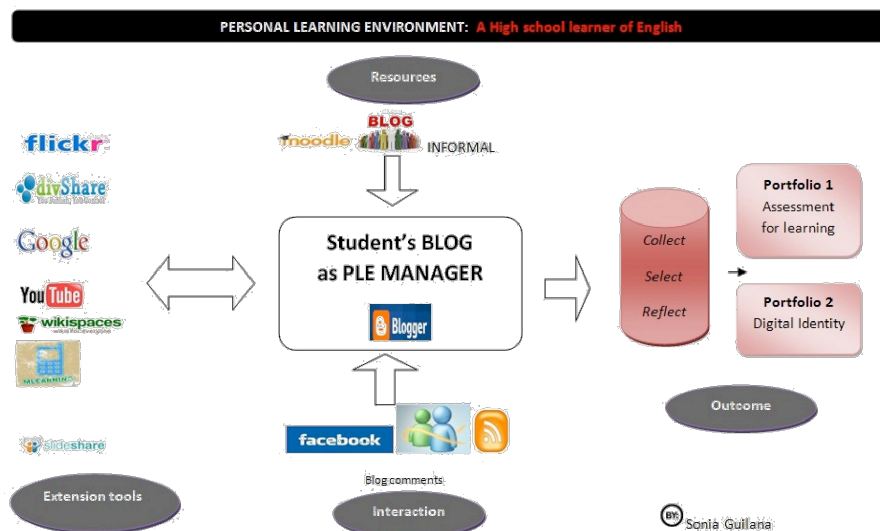 PERSONAL LEARNING ENVIRONMENT: A High school learner of English
Resources
moodle
BLOG
INFORMAL
flickr
divShare
Google
YouTube
wikispaces
MLEARNING
slideshare
Extension tools
Student's BLOG
as PLE MANAGER
Blogger
facebook
Blog comments
Interaction
Collect
Select
Reflect
Portfolio 1
Assessment
for learning
Portfolio 2
Digital Identity
Outcome
BY:
Sonia Guilana